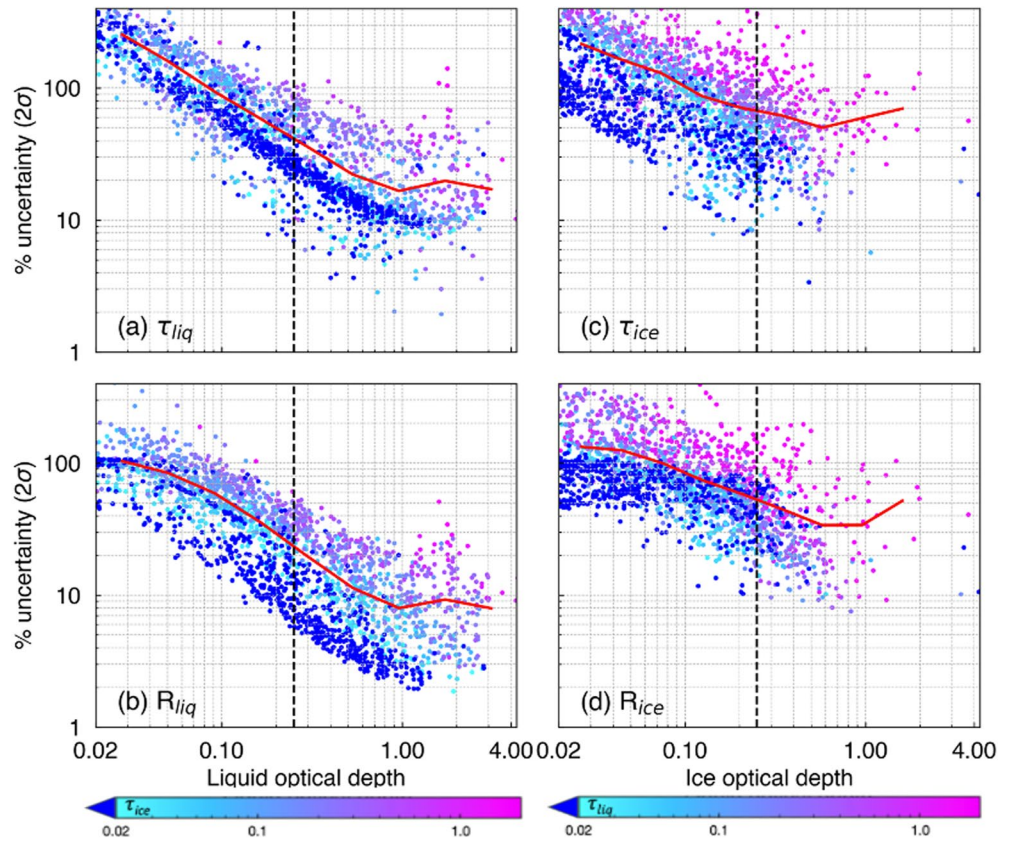 % uncertainty (2σ)
100
10
1
(a) τliq
(c) τice
% uncertainty (2σ)
100
10
1
(b) Rliq
(d) Rice
0.02 0.10 1.00 4.00 0.02 0.10 1.00 4.00
Liquid optical depth Ice optical depth
τice τliq
0.02 0.1 1.0 0.02 0.1 1.0